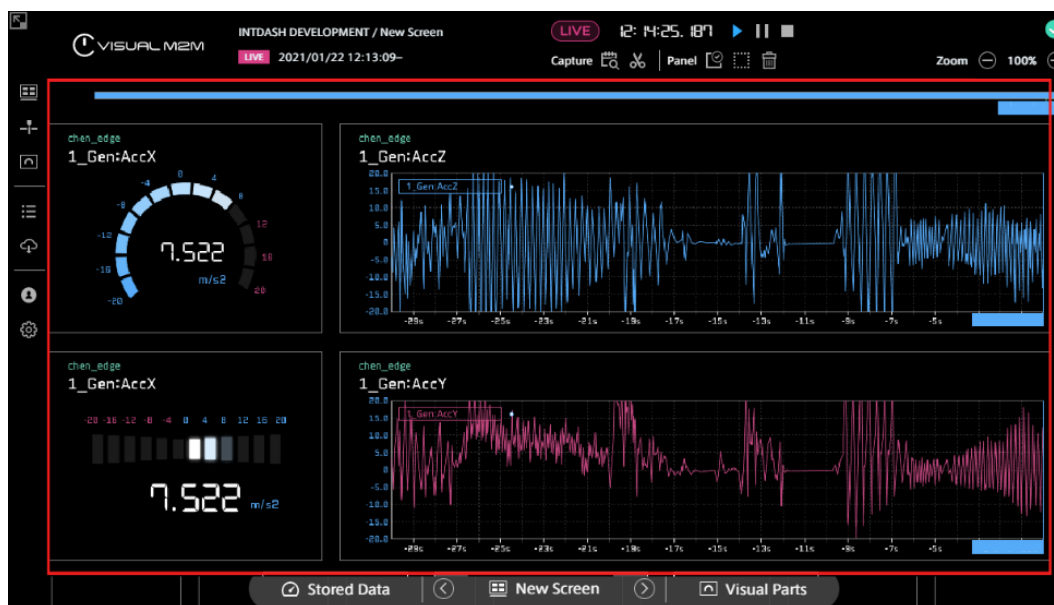 VISUAL M2M
INTDASH DEVELOPMENT / New Screen
LIVE 2021/01/22 12:13:09–
LIVE 12: 14:25. 187
Capture Panel
Zoom 100%
chen_edge
1_Gen:AccX
-20 -16 -12 -8 -4 0 4 8 12 16 20
7.522
m/s2
chen_edge
1_Gen:AccZ
1_Gen:AccZ
20.0
15.0
10.0
5.0
0
-5.0
-10.0
-15.0
-20.0
-29s -27s -25s -23s -21s -19s -17s -15s -13s -11s -9s -7s -5s
chen_edge
1_Gen:AccX
-20 -16 -12 -8 -4 0 4 8 12 16 20
7.522 m/s2
chen_edge
1_Gen:AccY
1_Gen:AccY
20.0
15.0
10.0
5.0
0
-5.0
-10.0
-15.0
-20.0
-29s -27s -25s -23s -21s -19s -17s -15s -13s -11s -9s -7s -5s
Stored Data New Screen Visual Parts